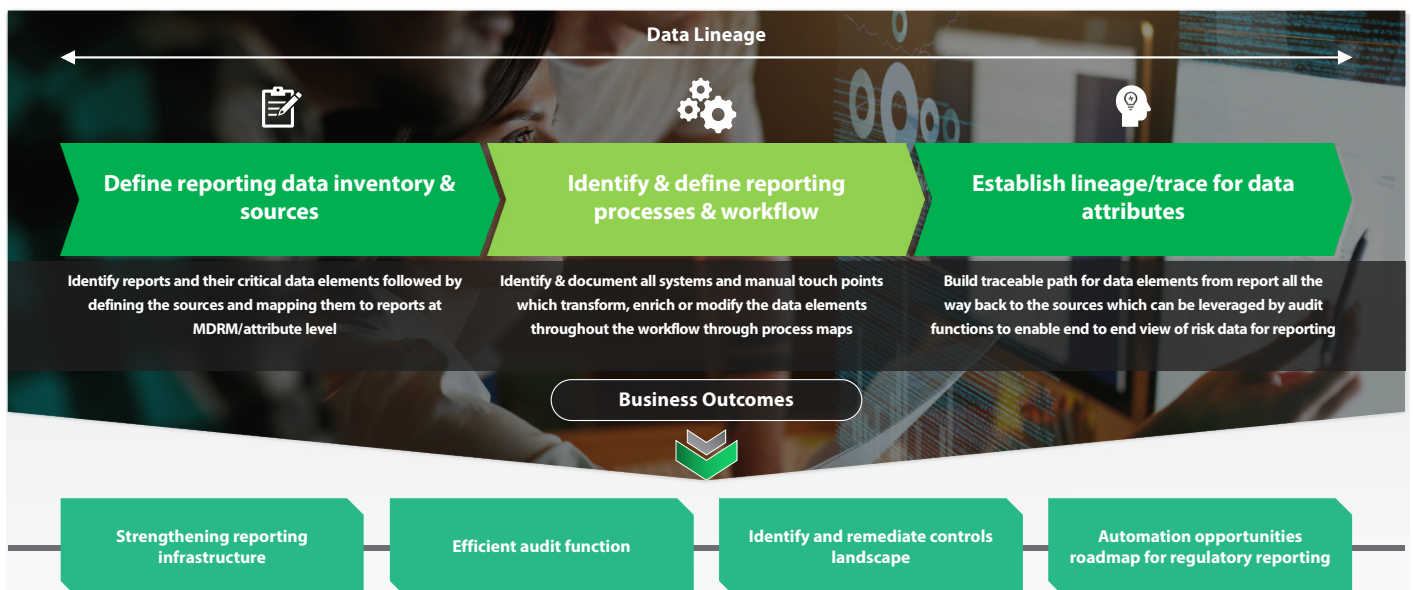 Data Lineage
Define reporting data inventory &
sources
Identify & define reporting
processes & workflow
Establish lineage/trace for data
attributes
Identify reports and their critical data elements followed by
defining the sources and mapping them to reports at
MDRM/attribute level
Identify & document all systems and manual touch points
which transform, enrich or modify the data elements
throughout the workflow through process maps
Build traceable path for data elements from report all the
way back to the sources which can be leveraged by audit
functions to enable end to end view of risk data for reporting
Business Outcomes
Strengthening reporting
infrastructure
Efficient audit function
Identify and remediate controls
landscape
Automation opportunities
roadmap for regulatory reporting